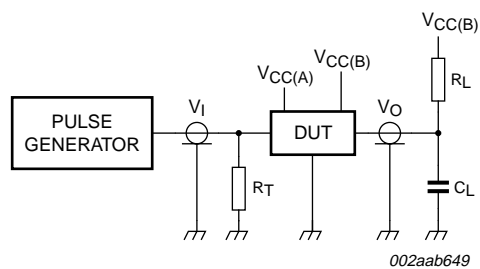 VCC(B)
VCC(B)
VCC(A)
RL
VI
VO
PULSE
GENERATOR
DUT
RT
CL
002aab649